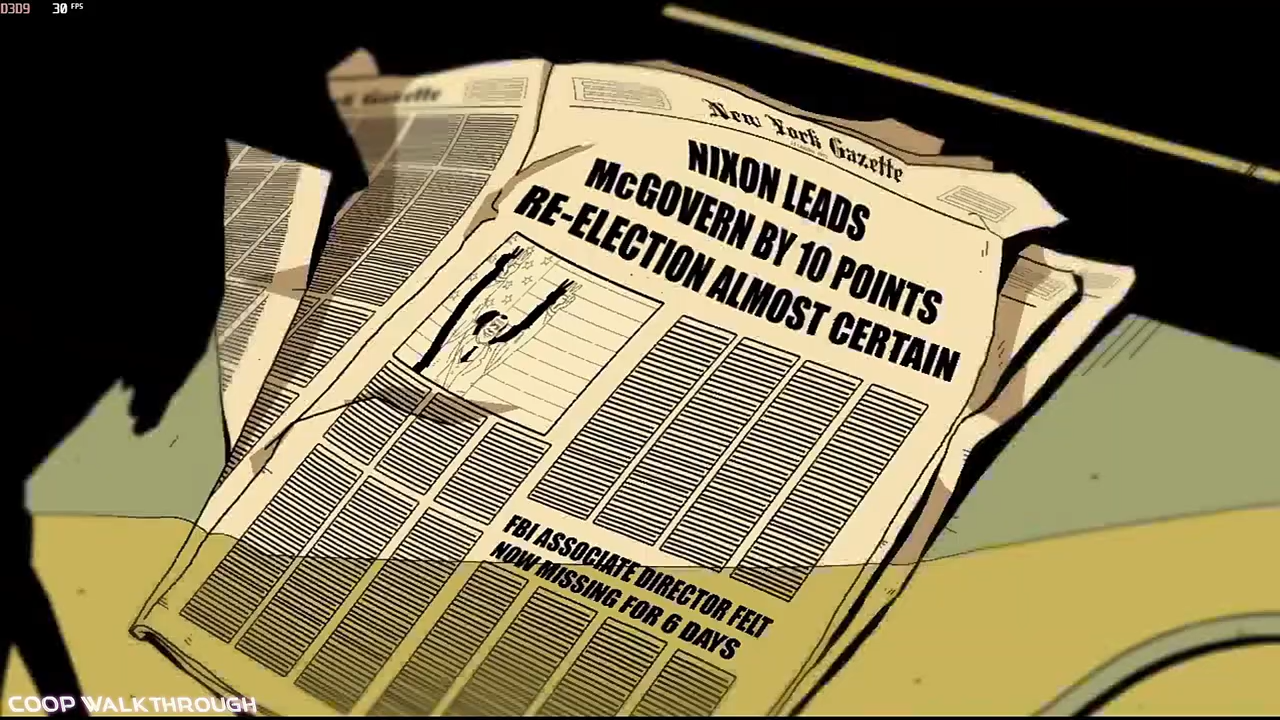 D3D9 30 FPS
New York Gazette
NIXON LEADS
McGOVERN BY 10 POINTS
RE-ELECTION ALMOST CERTAIN
FBI ASSOCIATE DIRECTOR FELT
NOW MISSING FOR 6 DAYS
COOP WALKTHROUGH